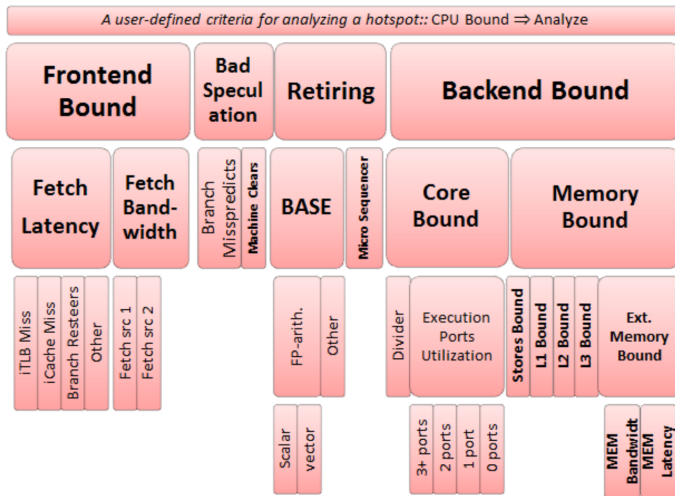 A user-defined criteria for analyzing a hotspot:: CPU Bound ⇒ Analyze
Frontend
Bound
Bad
Specul
ation
Retiring
Backend Bound
Fetch
Latency
Fetch
Band-
width
Branch
Misspredicts
Machine Clears
BASE
Micro Sequencer
Core
Bound
Memory
Bound
iTLB Miss
iCache Miss
Branch Resteers
Other
Fetch src 1
Fetch src 2
FP-arith.
Other
Divider
Execution
Ports
Utilization
Stores Bound
L1 Bound
L2 Bound
L3 Bound
Ext.
Memory
Bound
Scalar
vector
3+ ports
2 ports
1 port
0 ports
MEM
Bandwidt
MEM
Latency